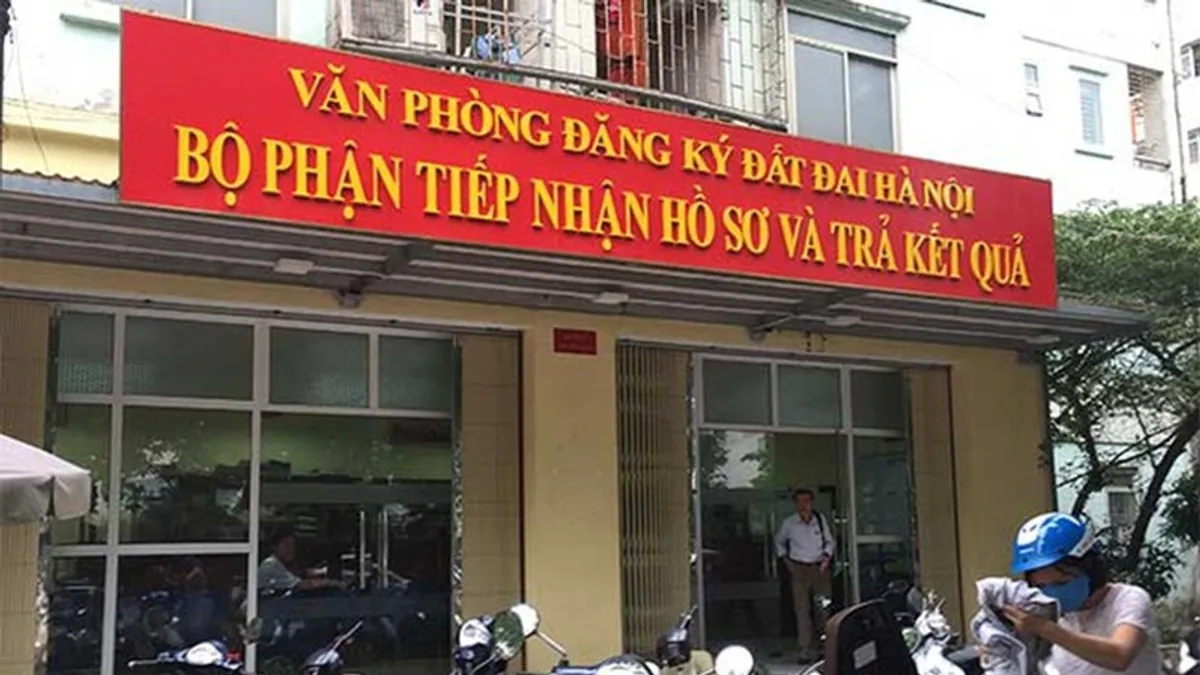 VĂN PHÒNG ĐĂNG KÝ ĐẤT ĐAI HÀ NỘI
BỘ PHẬN TIẾP NHẬN HỒ SƠ VÀ TRẢ KẾT QUẢ